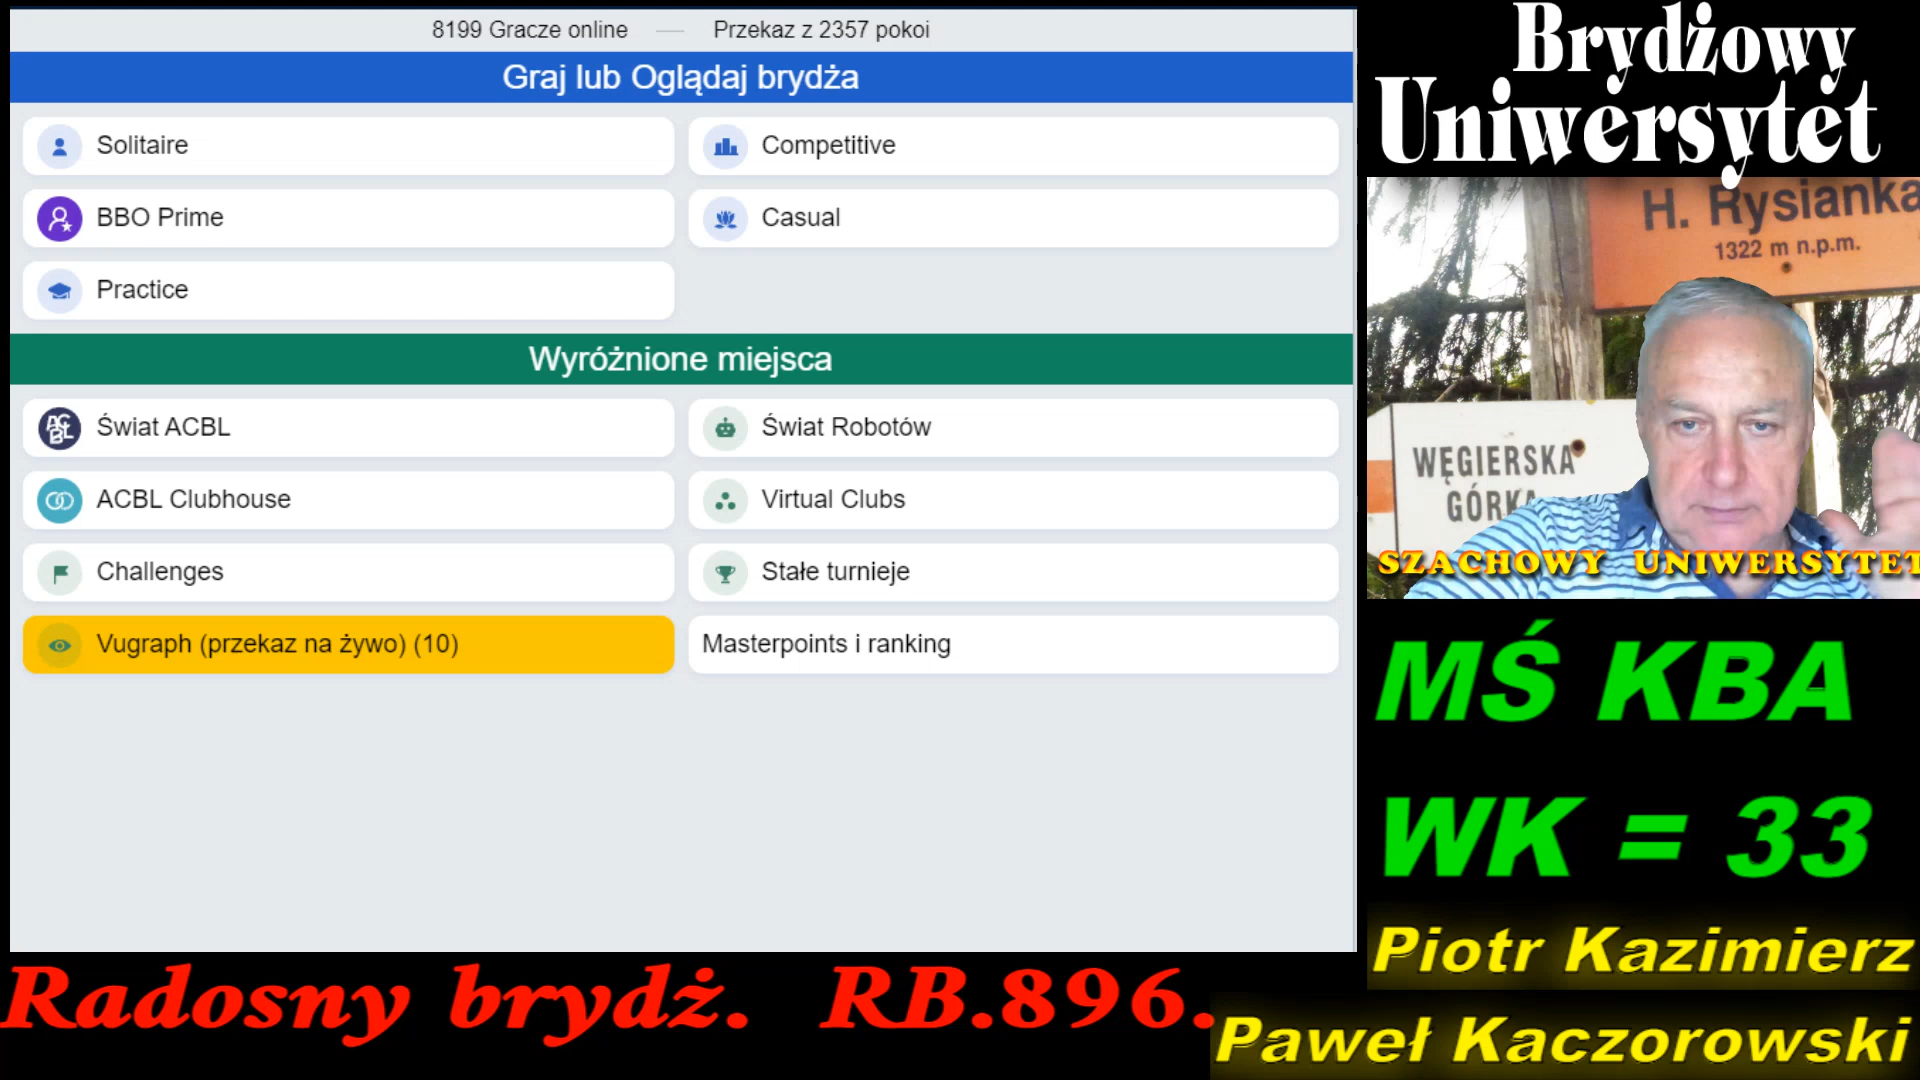 8199 Gracze online — Przekaz z 2357 pokoi
Graj lub Oglądaj brydża
Solitaire
Competitive
BBO Prime
Casual
Practice
Wyróżnione miejsca
Świat ACBL
Świat Robotów
ACBL Clubhouse
Virtual Clubs
Challenges
Stałe turnieje
Vugraph (przekaz na żywo) (10)
Masterpoints i ranking
Brydżowy
Uniwersytet
H. Rysianka
1322 m n.p.m.
WĘGIERSKA
GÓRKA
SZACHOWY UNIWERSYTET
MŚ KBA
WK = 33
Piotr Kazimierz
Paweł Kaczorowski
Radosny brydż. RB.896.